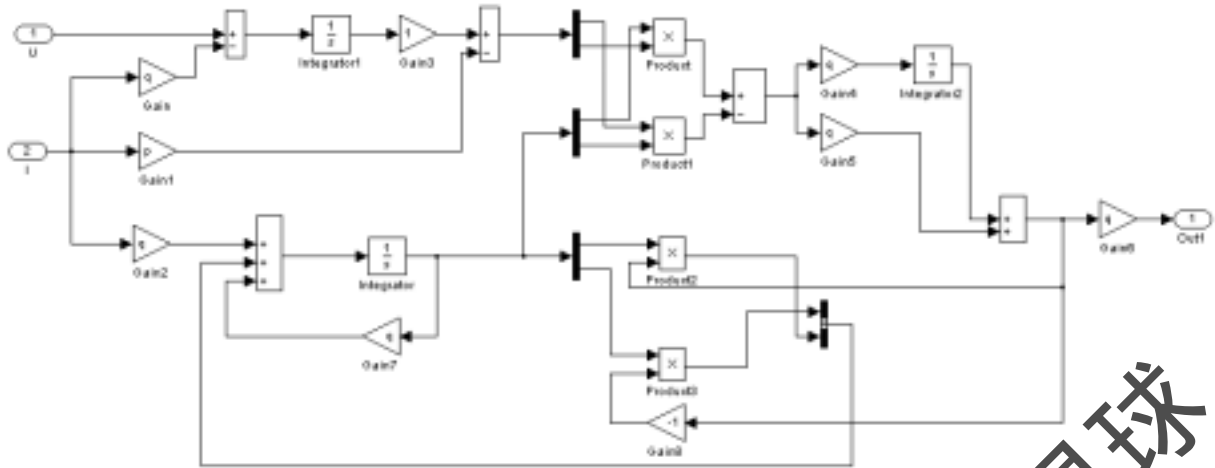 1
U
+
−
1
s
Integrator1
Gain3
+
−
×
Product
q
Gain
2
I
p
Gain1
×
Product1
+
−
Gain4
1
s
Integrator2
q
Gain5
q
Gain2
+
+
+
1
s
Integrator
×
Product2
+
+
q
Gain6
1
Out1
Gain7
×
Product3
-1
Gain8
球